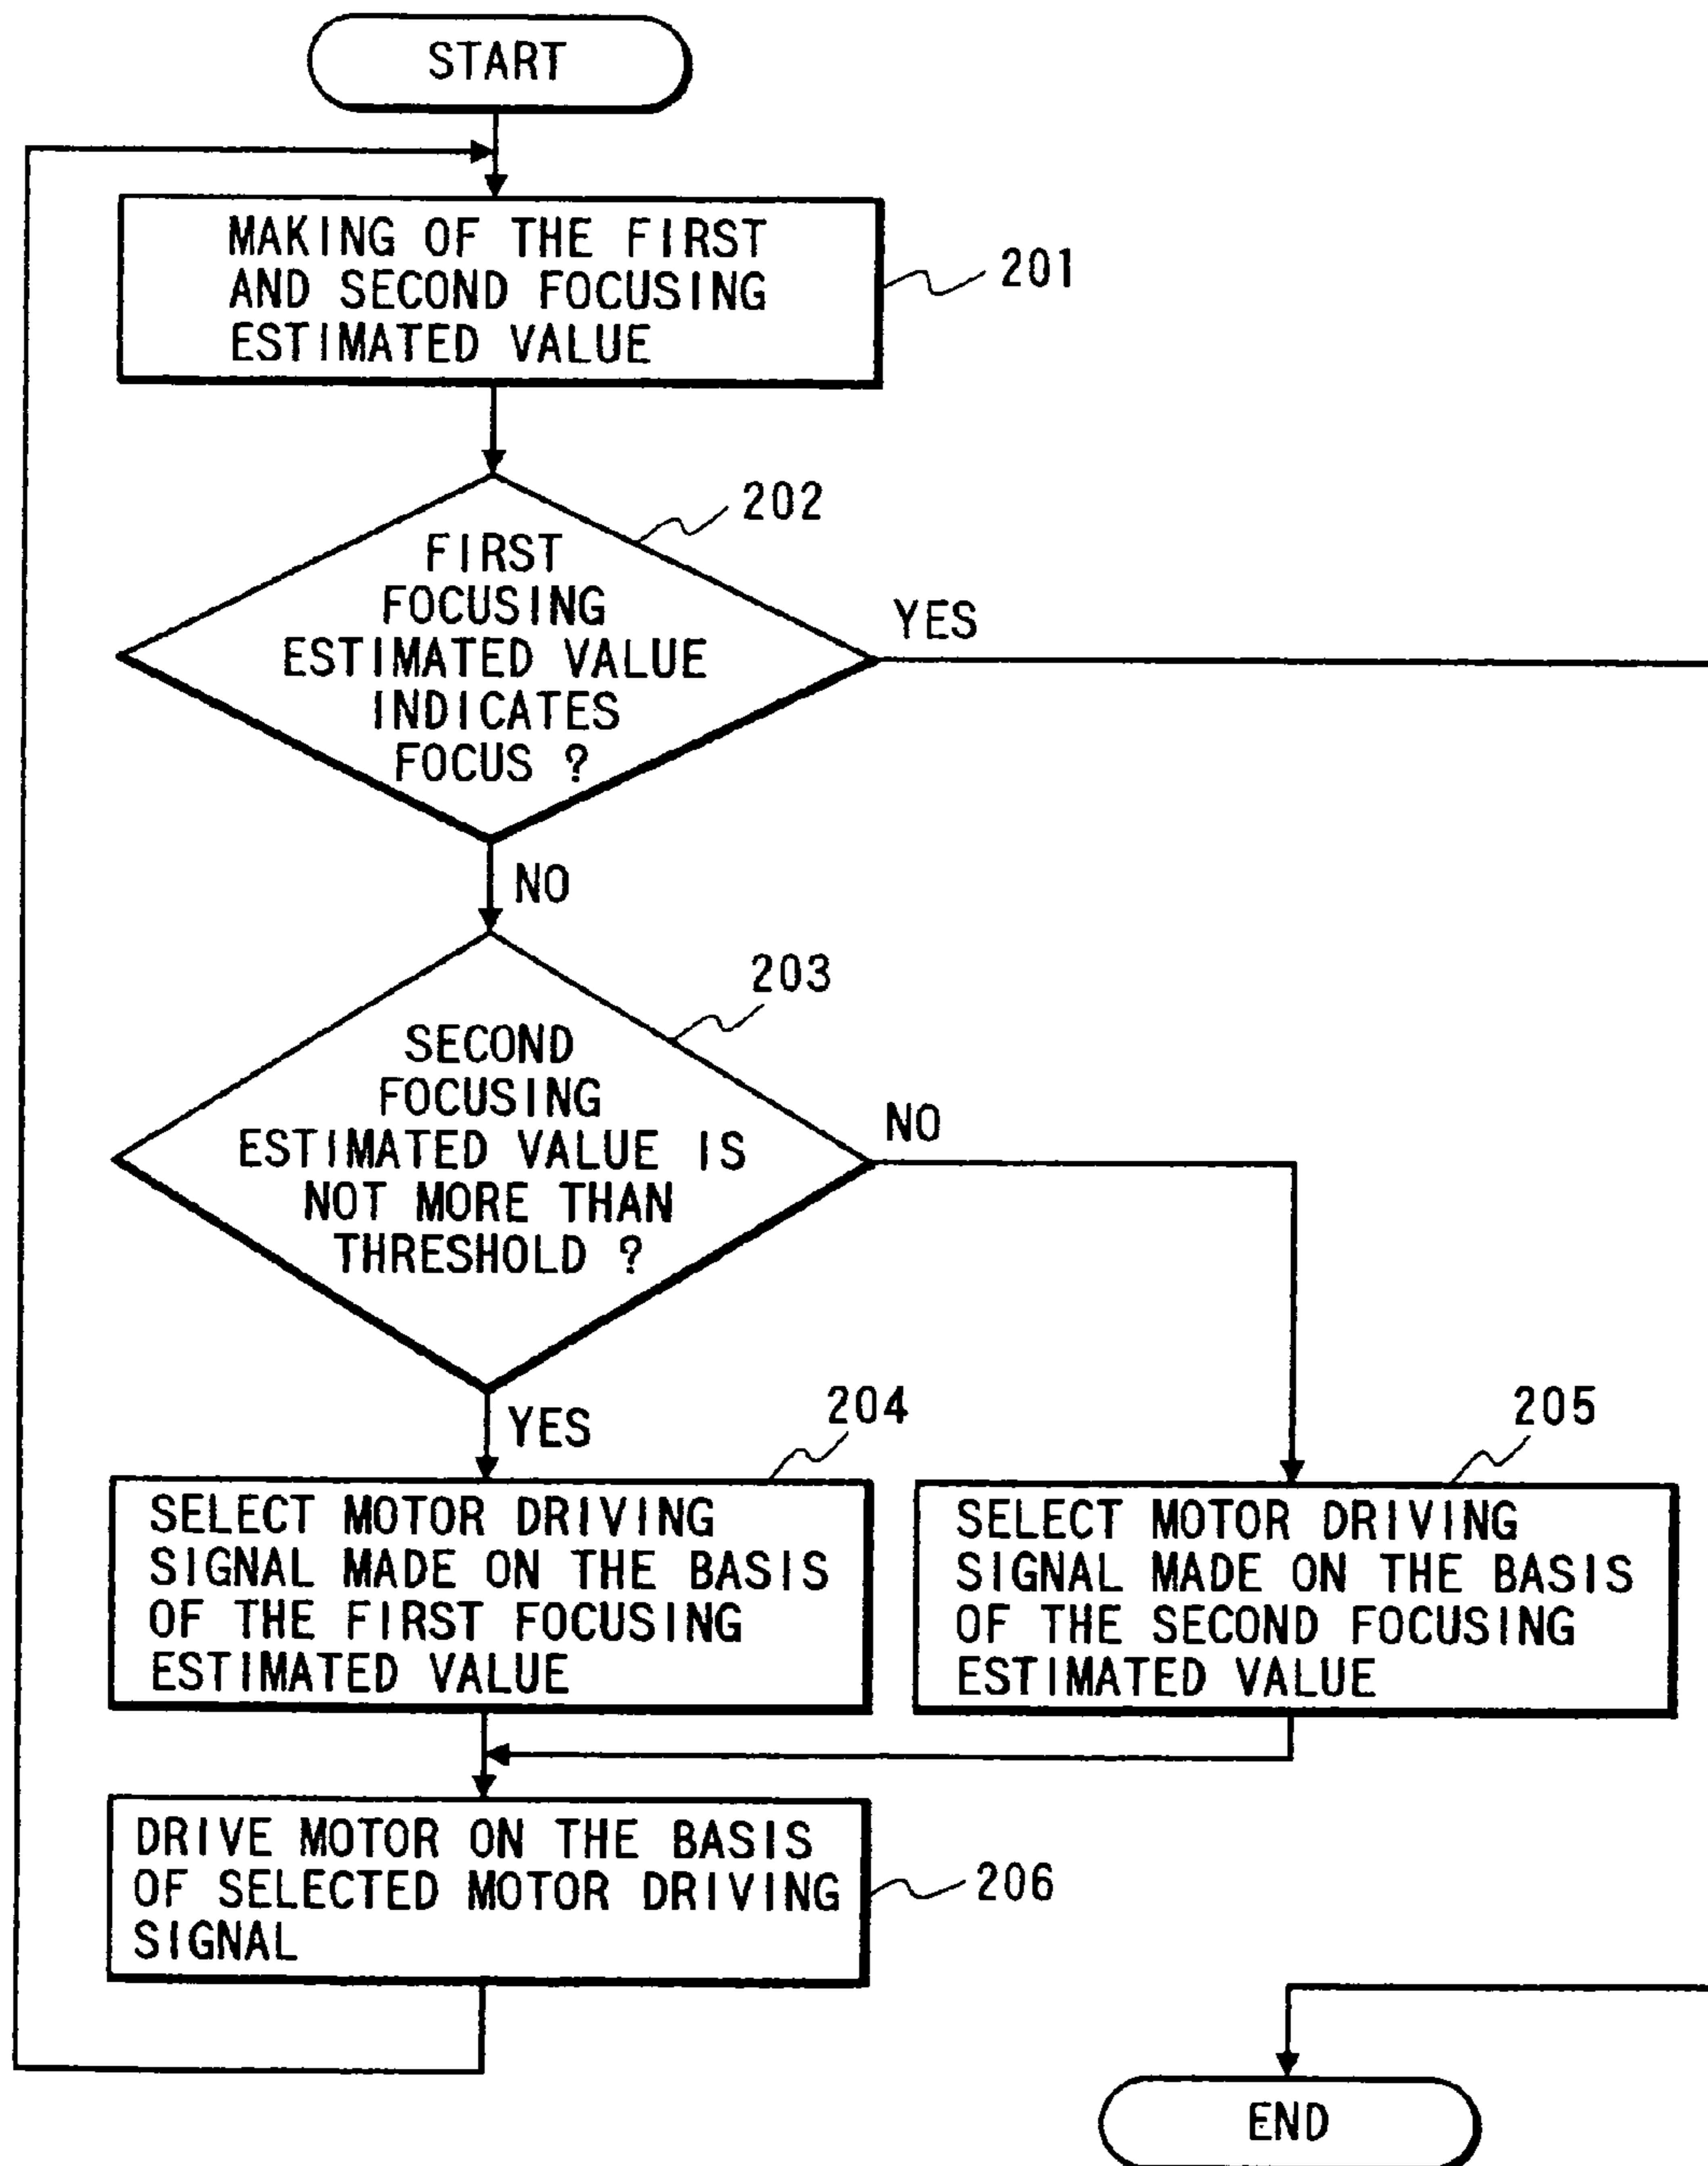 START
MAKING OF THE FIRST
AND SECOND FOCUSING
ESTIMATED VALUE
201
202
FIRST
FOCUSING
ESTIMATED VALUE
INDICATES
FOCUS ?
YES
NO
203
SECOND
FOCUSING
ESTIMATED VALUE IS
NOT MORE THAN
THRESHOLD ?
NO
YES
204
SELECT MOTOR DRIVING
SIGNAL MADE ON THE BASIS
OF THE FIRST FOCUSING
ESTIMATED VALUE
205
SELECT MOTOR DRIVING
SIGNAL MADE ON THE BASIS
OF THE SECOND FOCUSING
ESTIMATED VALUE
DRIVE MOTOR ON THE BASIS
OF SELECTED MOTOR DRIVING
SIGNAL
206
END